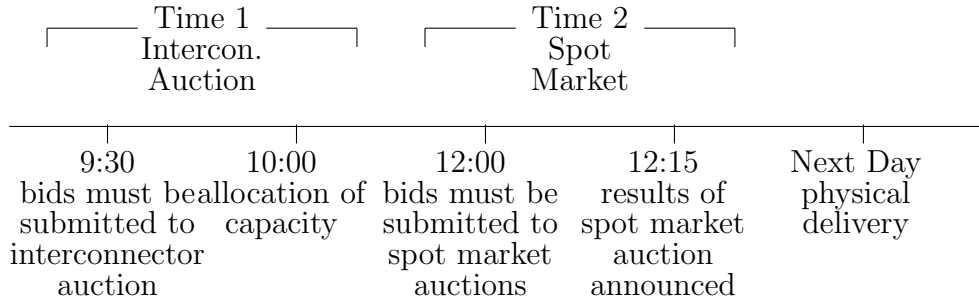 Time 1
Intercon.
Auction
Time 2
Spot
Market
9:30
bids must be
submitted to
interconnector
auction
10:00
allocation of
capacity
12:00
bids must be
submitted to
spot market
auctions
12:15
results of
spot market
auction
announced
Next Day
physical
delivery